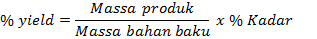 % yield = Massa produk / Massa bahan baku x % Kadar